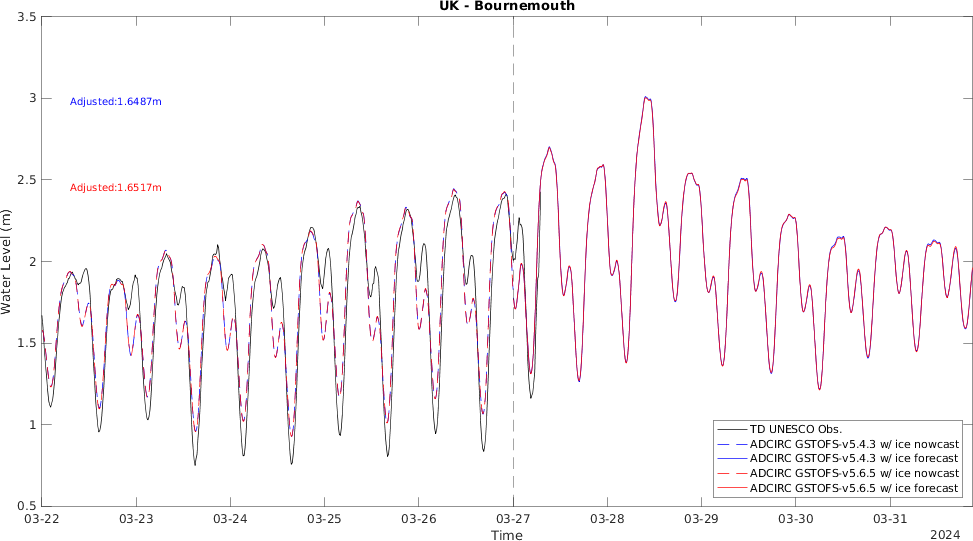 UK - Bournemouth
3.5
3
2.5
2
1.5
1
0.5
Water Level (m)
Adjusted:1.6487m
Adjusted:1.6517m
TD UNESCO Obs.
ADCIRC GSTOFS-v5.4.3 w/ ice nowcast
ADCIRC GSTOFS-v5.4.3 w/ ice forecast
ADCIRC GSTOFS-v5.6.5 w/ ice nowcast
ADCIRC GSTOFS-v5.6.5 w/ ice forecast
03-22 03-23 03-24 03-25 03-26 03-27 03-28 03-29 03-30 03-31
Time
2024